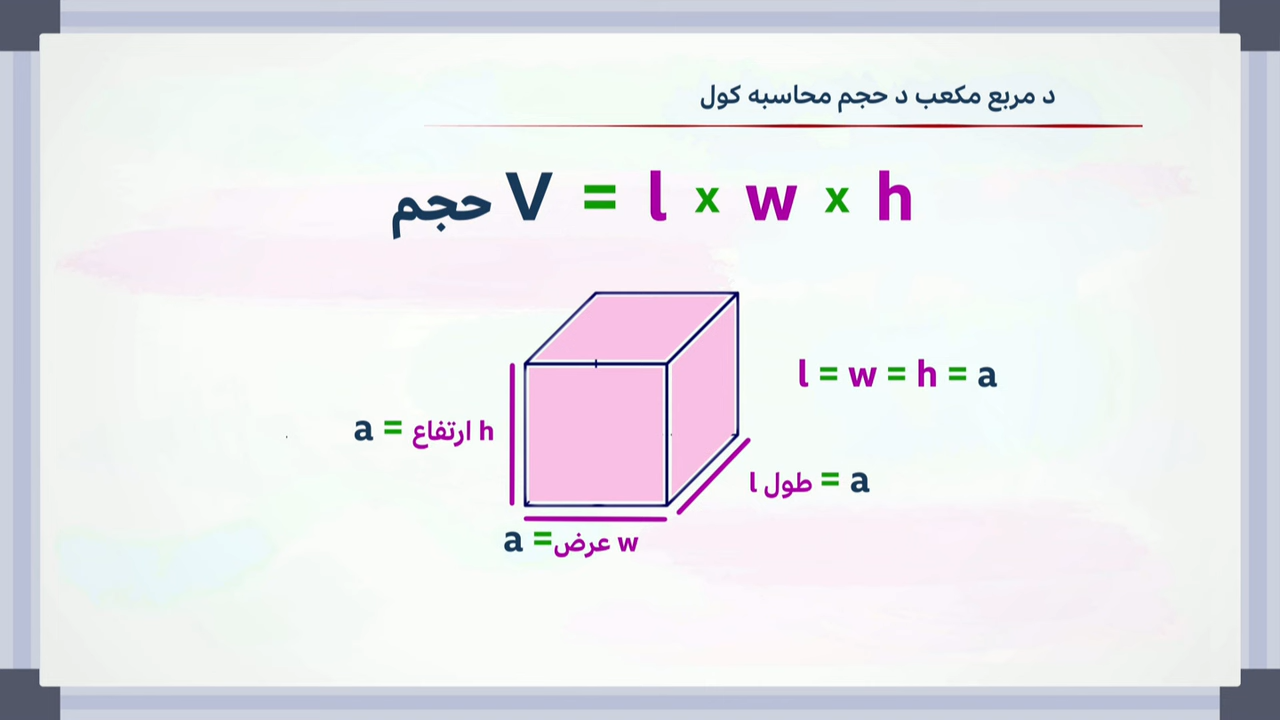 د مربع مکعب د حجم محاسبه کول
حجم V = l x w x h
l = w = h = a
a = ارتفاع h
l طول = a
a = عرض w